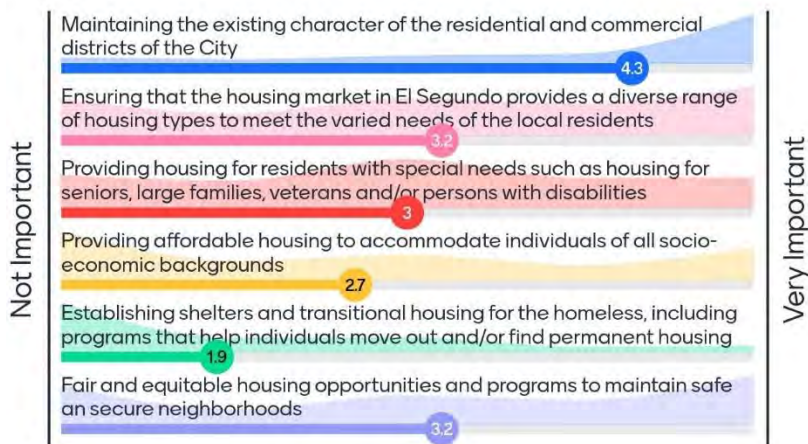 Maintaining the existing character of the residential and commercial
districts of the City
4.3
Ensuring that the housing market in El Segundo provides a diverse range
of housing types to meet the varied needs of the local residents
3.2
Providing housing for residents with special needs such as housing for
seniors, large families, veterans and/or persons with disabilities
3
Providing affordable housing to accommodate individuals of all socio-
economic backgrounds
2.7
Establishing shelters and transitional housing for the homeless, including
programs that help individuals move out and/or find permanent housing
1.9
Fair and equitable housing opportunities and programs to maintain safe
an secure neighborhoods
3.2
Not Important
Very Important